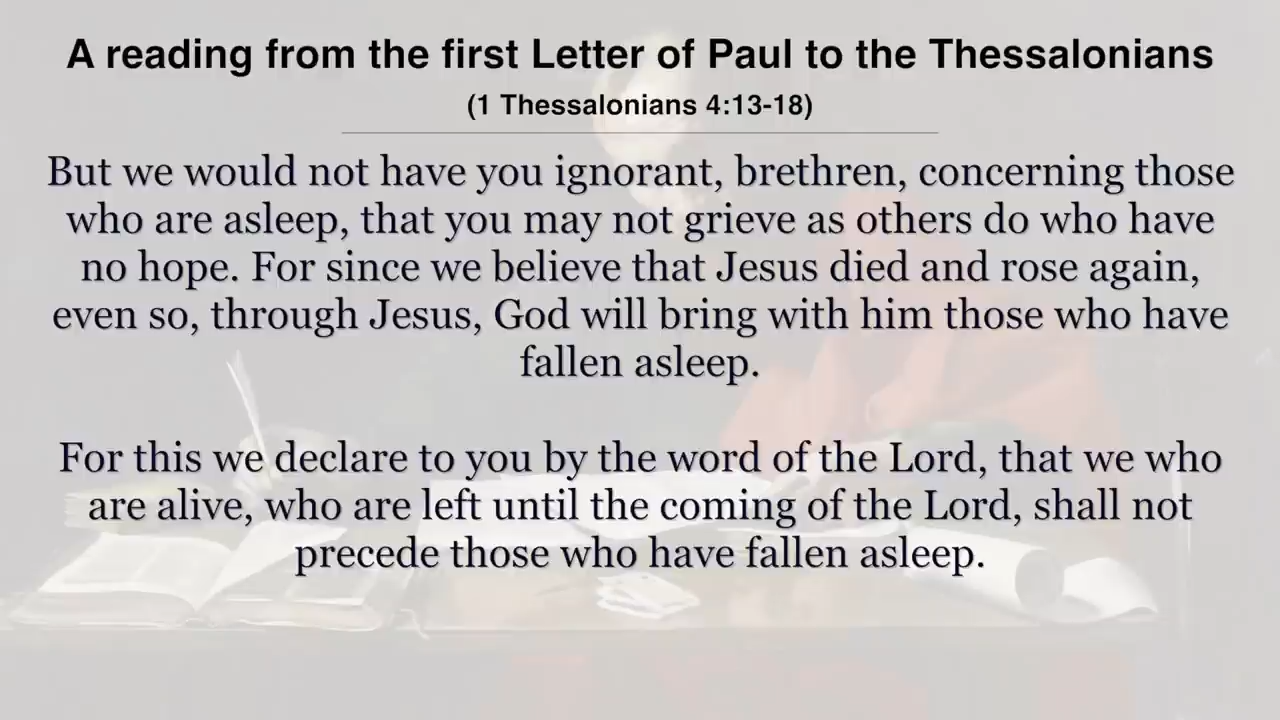 A reading from the first Letter of Paul to the Thessalonians
(1 Thessalonians 4:13-18)
But we would not have you ignorant, brethren, concerning those
who are asleep, that you may not grieve as others do who have
no hope. For since we believe that Jesus died and rose again,
even so, through Jesus, God will bring with him those who have
fallen asleep.
For this we declare to you by the word of the Lord, that we who
are alive, who are left until the coming of the Lord, shall not
precede those who have fallen asleep.